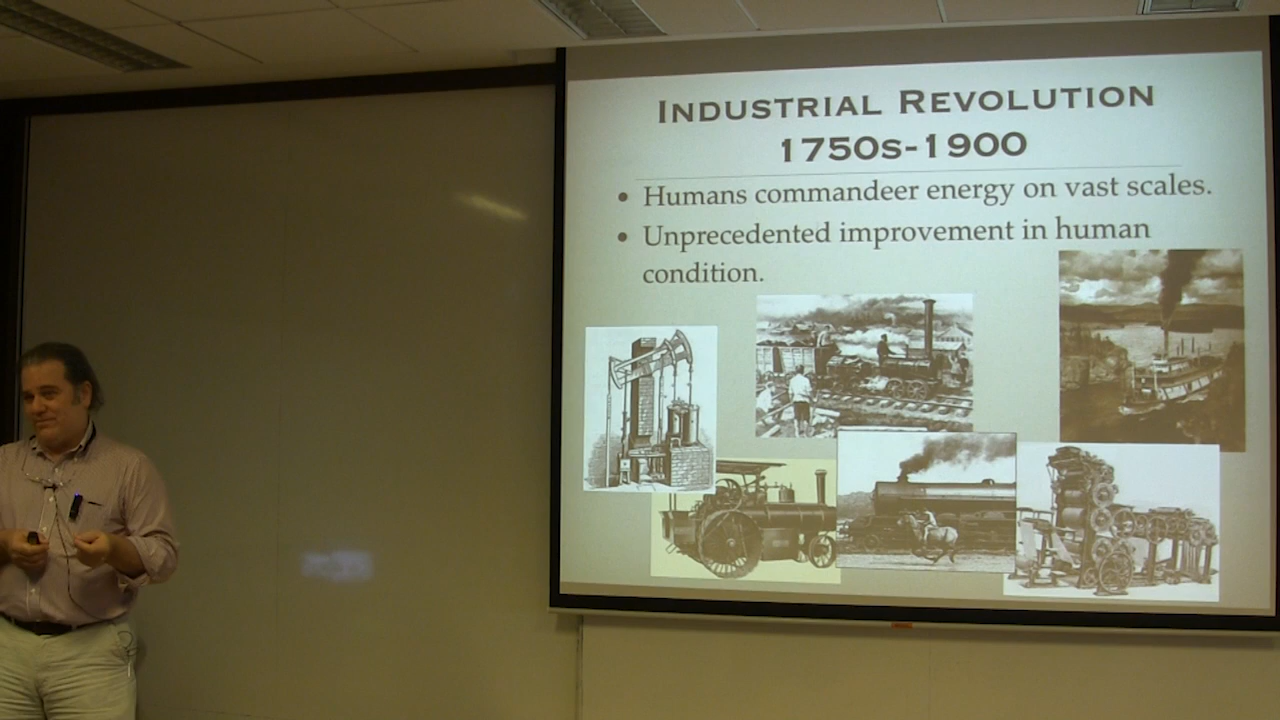 INDUSTRIAL REVOLUTION
1750s-1900
• Humans commandeer energy on vast scales.
• Unprecedented improvement in human
condition.